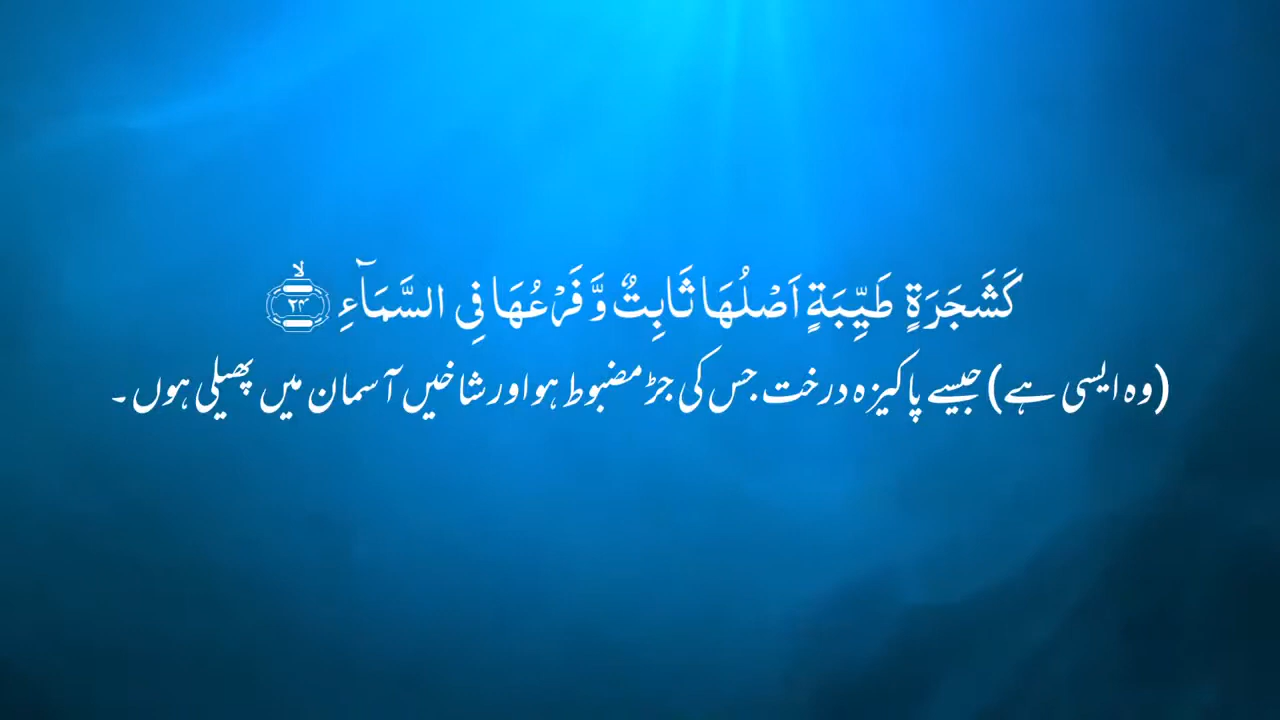 كَشَجَرَةٍ طَيِّبَةٍ اَصْلُهَا ثَابِتٌ وَّ فَرْعُهَا فِی السَّمَآءِ ۙ﴿۲۴﴾
(وہ ایسی ہے) جیسے پاکیزہ درخت جس کی جڑ مضبوط ہو اور شاخیں آسمان میں پھیلی ہوں۔